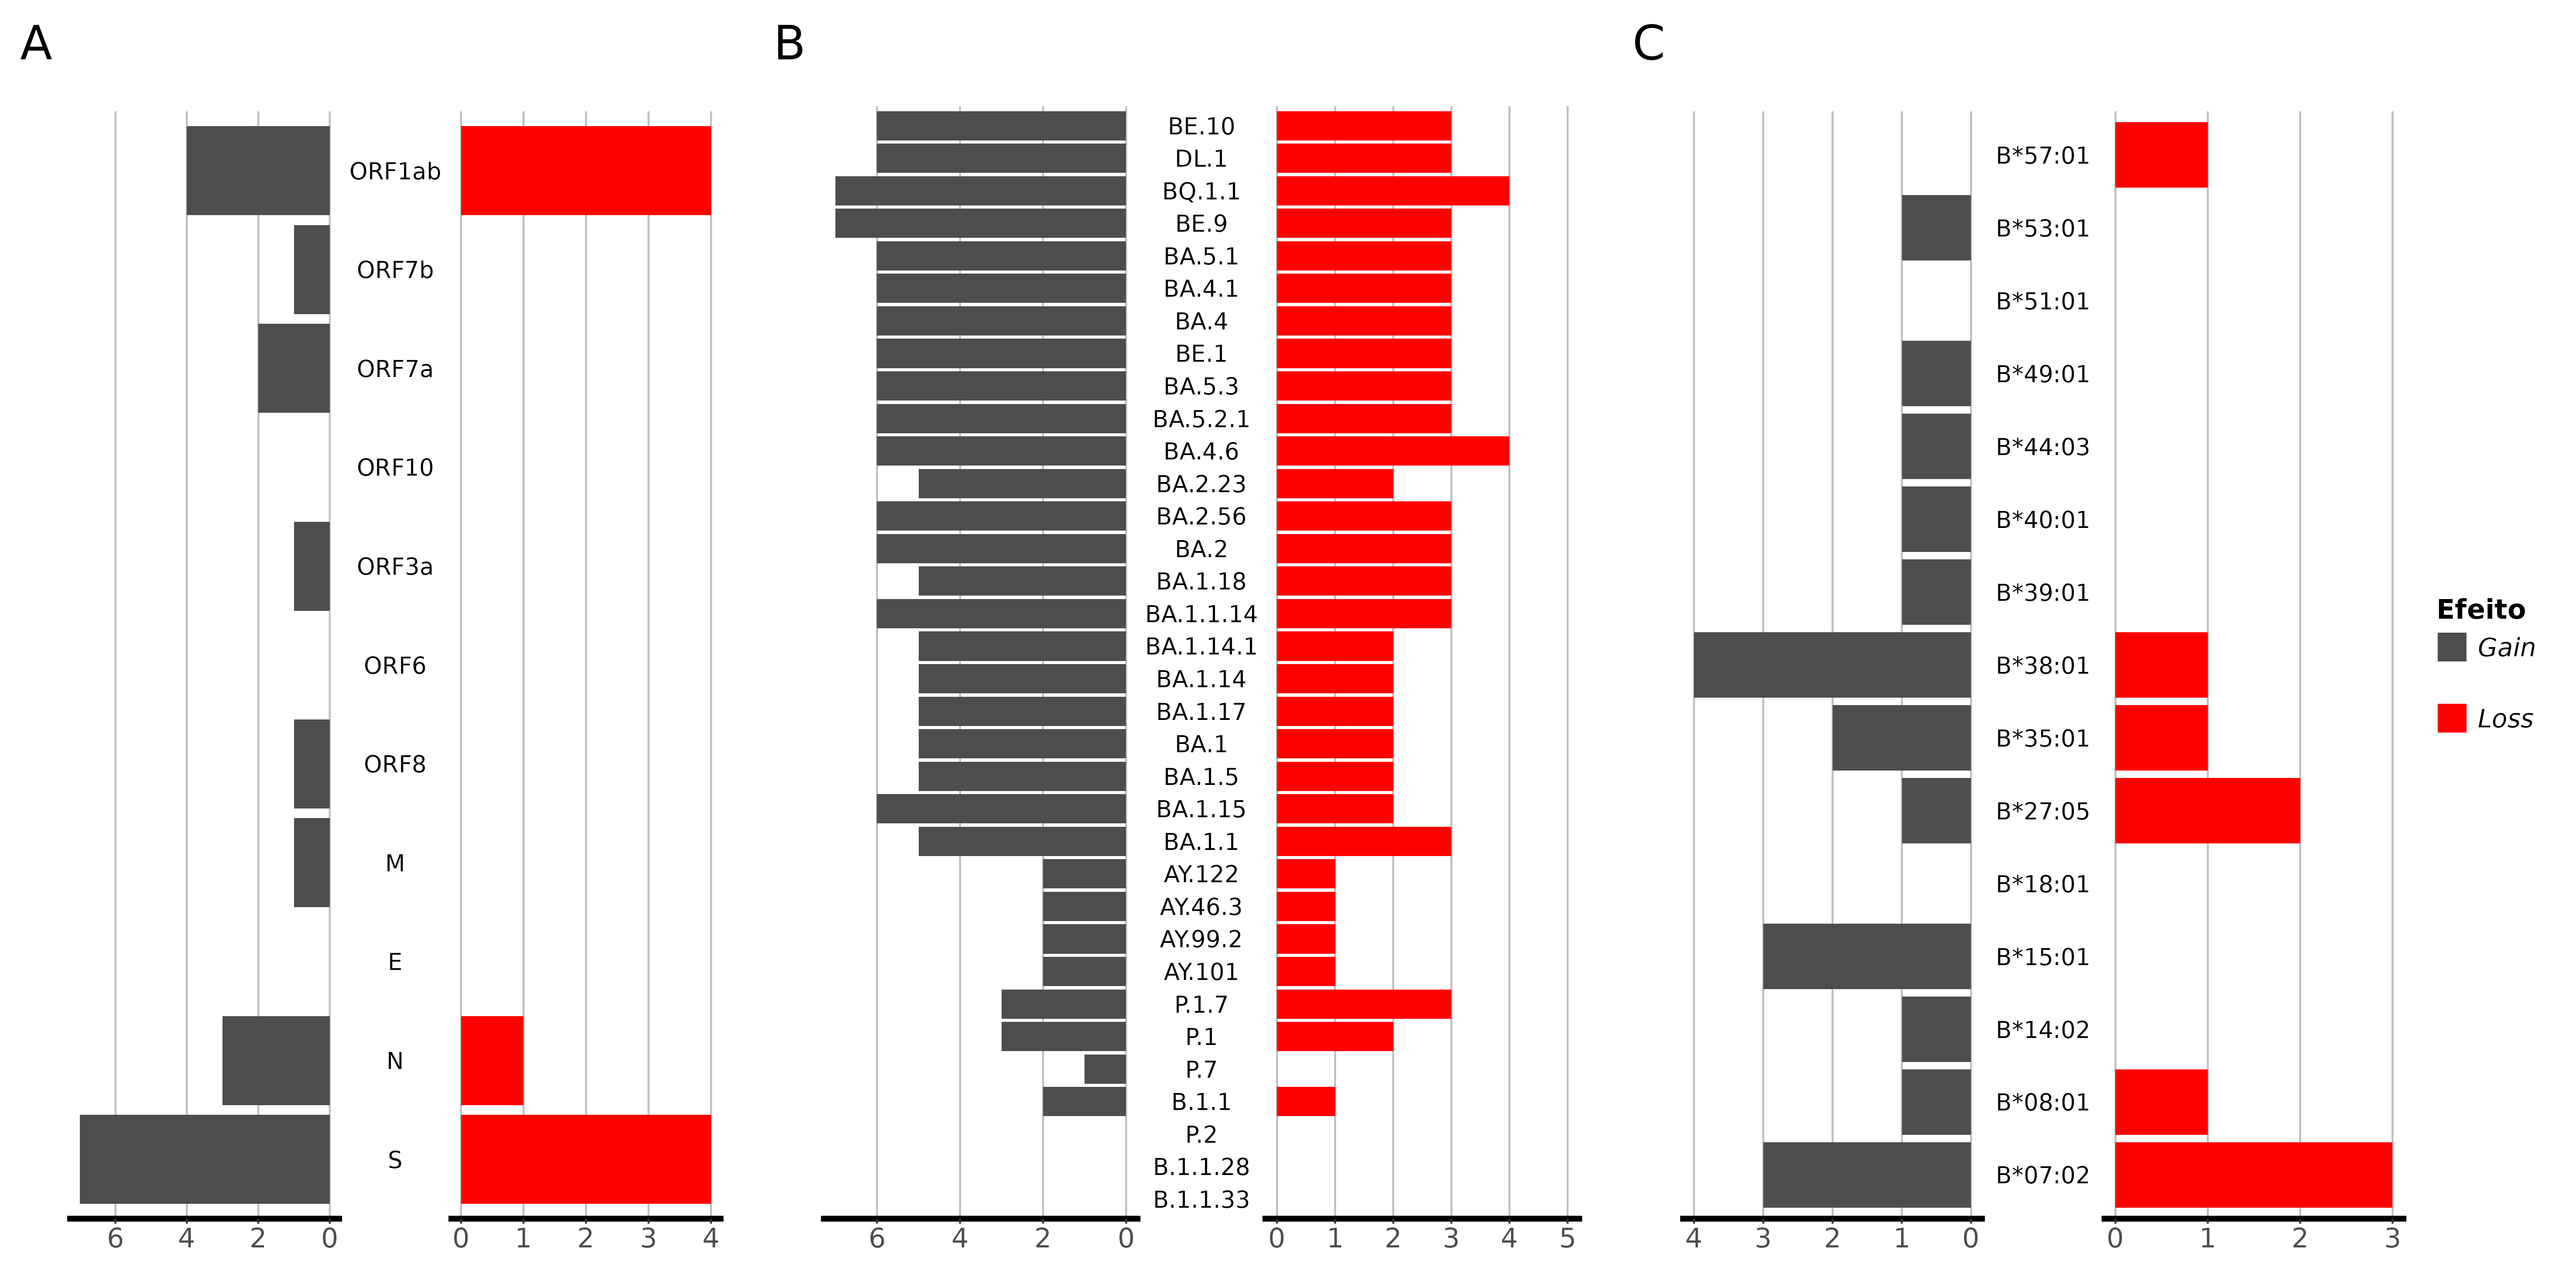 A
ORF1ab
ORF7b
ORF7a
ORF10
ORF3a
ORF6
ORF8
M
E
N
S
6 4 2 0
0 1 2 3 4
B
BE.10
DL.1
BQ.1.1
BE.9
BA.5.1
BA.4.1
BA.4
BE.1
BA.5.3
BA.5.2.1
BA.4.6
BA.2.23
BA.2.56
BA.2
BA.1.18
BA.1.1.14
BA.1.14.1
BA.1.14
BA.1.17
BA.1
BA.1.5
BA.1.15
BA.1.1
AY.122
AY.46.3
AY.99.2
AY.101
P.1.7
P.1
P.7
B.1.1
P.2
B.1.1.28
B.1.1.33
6 4 2 0
0 1 2 3 4 5
C
B*57:01
B*53:01
B*51:01
B*49:01
B*44:03
B*40:01
B*39:01
B*38:01
B*35:01
B*27:05
B*18:01
B*15:01
B*14:02
B*08:01
B*07:02
4 3 2 1 0
0 1 2 3
Efeito
Gain
Loss